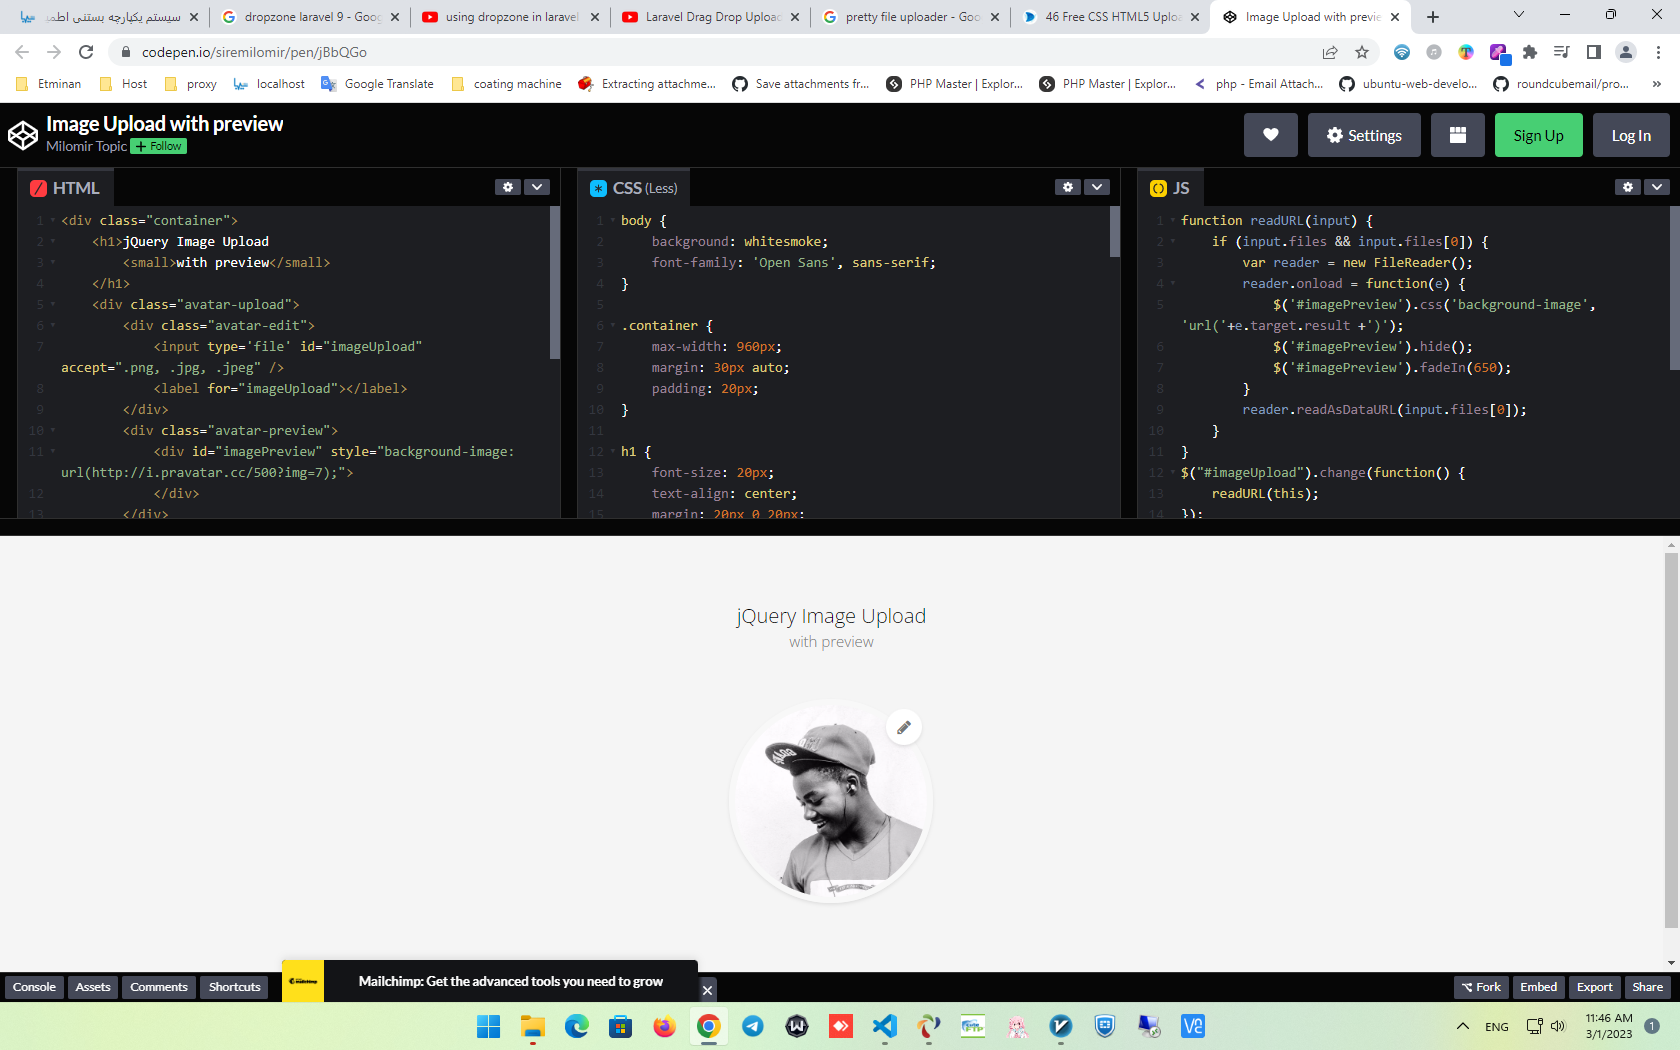 سیستم یکپارچه بستنی اطمی
dropzone laravel 9 - Goog
using dropzone in laravel
Laravel Drag Drop Upload
pretty file uploader - Goo
46 Free CSS HTML5 Uploa
Image Upload with previe
codepen.io/siremilomir/pen/jBbQGo
Etminan
Host
proxy
localhost
Google Translate
coating machine
Extracting attachme...
Save attachments fr...
PHP Master | Explor...
PHP Master | Explor...
php - Email Attach...
ubuntu-web-develo...
roundcubemail/pro...
»
Image Upload with preview
Milomir Topic + Follow
Settings
Sign Up
Log In
HTML
1 <div class="container">
2 <h1>jQuery Image Upload
3 <small>with preview</small>
4 </h1>
5 <div class="avatar-upload">
6 <div class="avatar-edit">
7 <input type='file' id="imageUpload"
accept=".png, .jpg, .jpeg" />
8 <label for="imageUpload"></label>
9 </div>
10 <div class="avatar-preview">
11 <div id="imagePreview" style="background-image:
url(http://i.pravatar.cc/500?img=7);">
12 </div>
13 </div>
CSS (Less)
1 body {
2 background: whitesmoke;
3 font-family: 'Open Sans', sans-serif;
4 }
5
6 .container {
7 max-width: 960px;
8 margin: 30px auto;
9 padding: 20px;
10 }
11
12 h1 {
13 font-size: 20px;
14 text-align: center;
15 margin: 20px 0 20px;
JS
1 function readURL(input) {
2 if (input.files && input.files[0]) {
3 var reader = new FileReader();
4 reader.onload = function(e) {
5 $('#imagePreview').css('background-image',
'url('+e.target.result +')');
6 $('#imagePreview').hide();
7 $('#imagePreview').fadeIn(650);
8 }
9 reader.readAsDataURL(input.files[0]);
10 }
11 }
12 $("#imageUpload").change(function() {
13 readURL(this);
14 });
jQuery Image Upload
with preview
Console
Assets
Comments
Shortcuts
mailchimp
Mailchimp: Get the advanced tools you need to grow
Fork
Embed
Export
Share
ENG
11:46 AM
3/1/2023
1